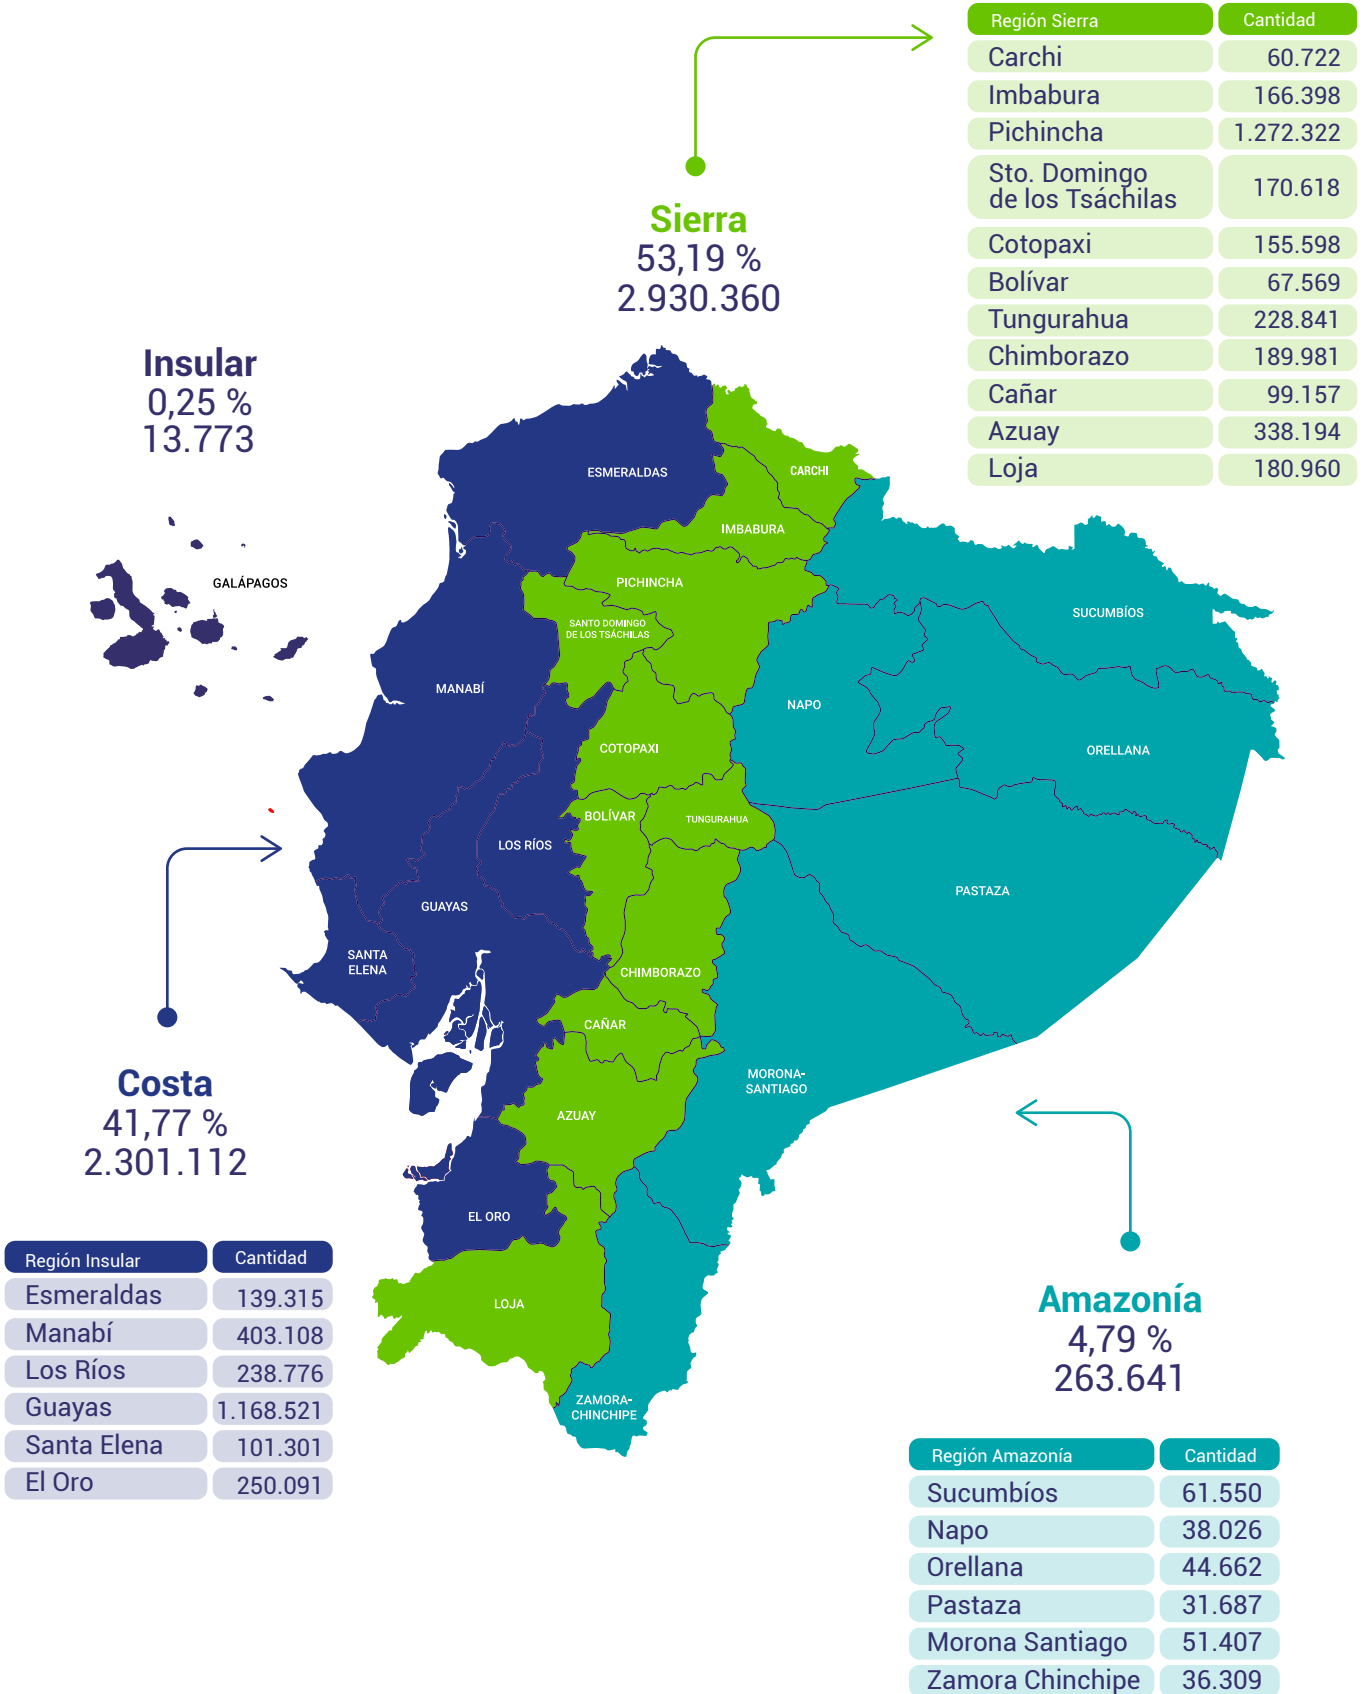 Región Sierra Cantidad
Carchi 60.722
Imbabura 166.398
Pichincha 1.272.322
Sto. Domingo
de los Tsáchilas 170.618
Cotopaxi 155.598
Bolívar 67.569
Tungurahua 228.841
Chimborazo 189.981
Cañar 99.157
Azuay 338.194
Loja 180.960
Sierra
53,19 %
2.930.360
Insular
0,25 %
13.773
GALÁPAGOS
ESMERALDAS
CARCHI
IMBABURA
PICHINCHA
SANTO DOMINGO
DE LOS TSÁCHILAS
SUCUMBÍOS
MANABÍ
NAPO
COTOPAXI
ORELLANA
BOLÍVAR
TUNGURAHUA
LOS RÍOS
PASTAZA
GUAYAS
SANTA
ELENA
CHIMBORAZO
CAÑAR
MORONA-
SANTIAGO
AZUAY
EL ORO
LOJA
ZAMORA-
CHINCHIPE
Costa
41,77 %
2.301.112
Región Insular Cantidad
Esmeraldas 139.315
Manabí 403.108
Los Ríos 238.776
Guayas 1.168.521
Santa Elena 101.301
El Oro 250.091
Amazonía
4,79 %
263.641
Región Amazonía Cantidad
Sucumbíos 61.550
Napo 38.026
Orellana 44.662
Pastaza 31.687
Morona Santiago 51.407
Zamora Chinchipe 36.309